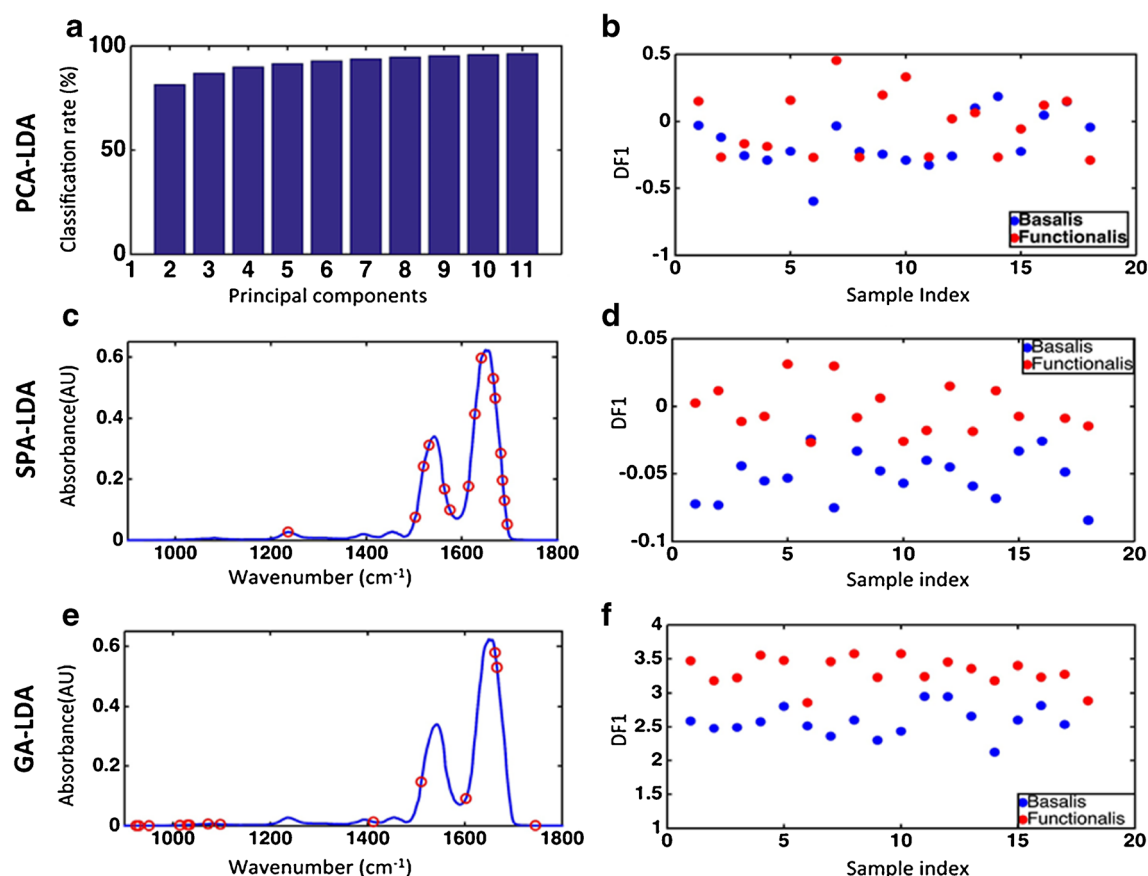 a
PCA-LDA
Classification rate (%)
100
50
0
1 2 3 4 5 6 7 8 9 10 11
Principal components
b
DF1
0.5
0
-0.5
-1
Basalis
Functionalis
0 5 10 15 20
Sample Index
c
SPA-LDA
Absorbance(AU)
0.6
0.4
0.2
0
1000 1200 1400 1600 1800
Wavenumber (cm-1)
d
DF1
0.05
0
-0.05
-0.1
Basalis
Functionalis
0 5 10 15 20
Sample index
e
GA-LDA
Absorbance(AU)
0.6
0.4
0.2
0
1000 1200 1400 1600 1800
Wavenumber (cm-1)
f
DF1
4
3.5
3
2.5
2
1.5
1
Basalis
Functionalis
0 5 10 15 20
Sample index